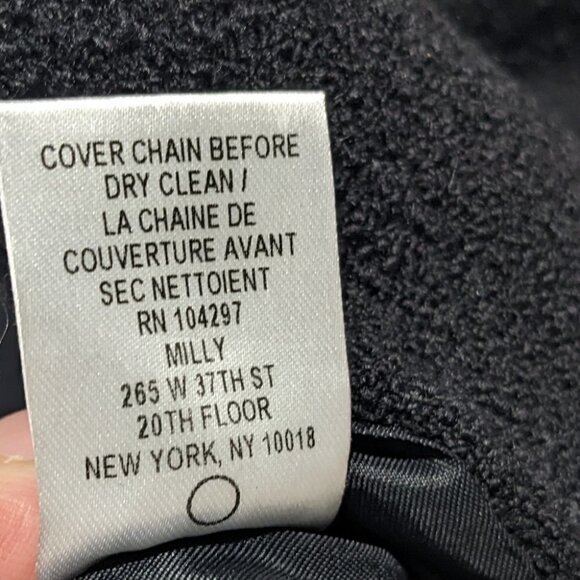 COVER CHAIN BEFORE
DRY CLEAN /
LA CHAINE DE
COUVERTURE AVANT
SEC NETTOIENT
RN 104297
MILLY
265 W 37TH ST
20TH FLOOR
NEW YORK, NY 10018